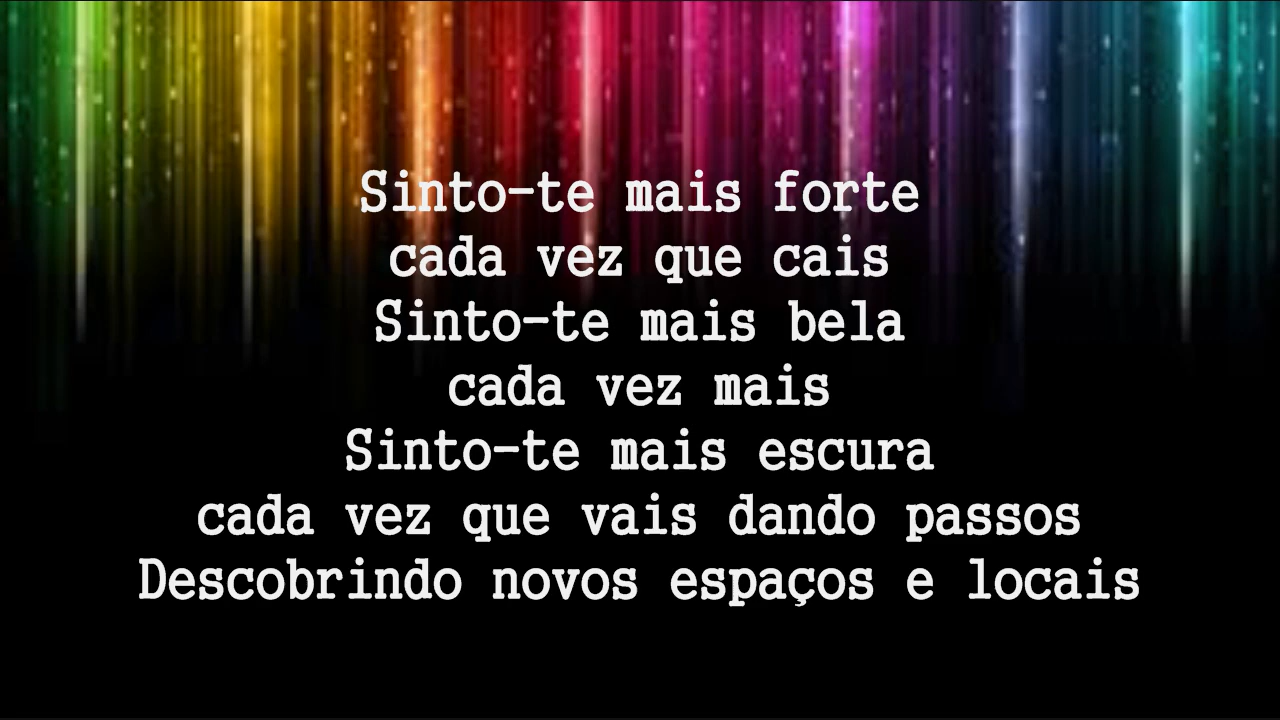 Sinto-te mais forte
cada vez que cais
Sinto-te mais bela
cada vez mais
Sinto-te mais escura
cada vez que vais dando passos
Descobrindo novos espaços e locais